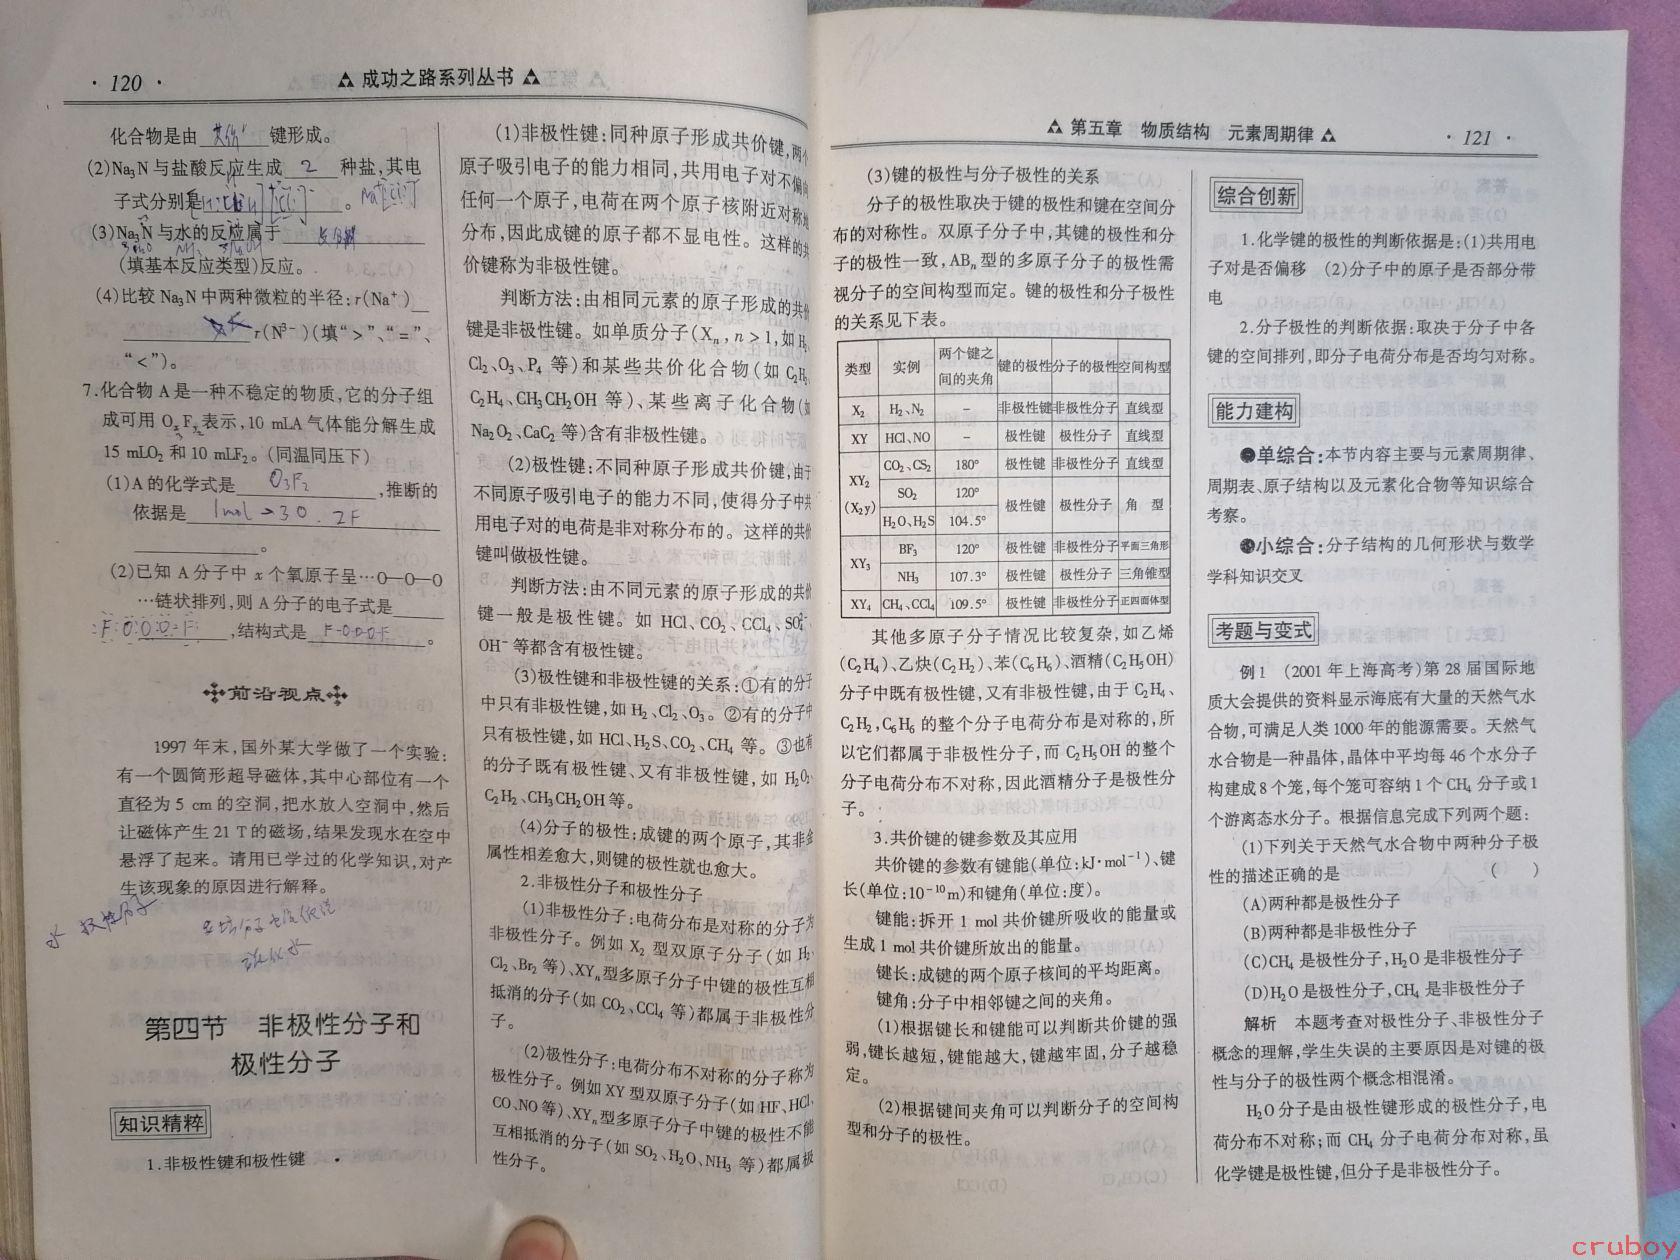 · 120 ·
成功之路系列丛书
化合物是由 共价 键形成。
(2)Na₃N 与盐酸反应生成 2 种盐,其电
子式分别是 。
(3)Na₃N 与水的反应属于
(填基本反应类型)反应。
(4)比较 Na₃N 中两种微粒的半径:r(Na⁺)
r(N³⁻)(填“>”、“=”、
“<”)。
7.化合物 A 是一种不稳定的物质,它的分子组
成可用 OₓFᵧ表示,10 mLA 气体能分解生成
15 mLO₂ 和 10 mLF₂。(同温同压下)
(1)A 的化学式是 O₃F₂ ,推断的
依据是 1mol → 3O . 2F
。
(2)已知 A 分子中 x 个氧原子呈…O—O—O
…链状排列,则 A 分子的电子式是
:F:O:O:O:F: ,结构式是 F-O-O-O-F 。
前沿视点
1997 年末,国外某大学做了一个实验:
有一个圆筒形超导磁体,其中心部位有一个
直径为 5 cm 的空洞,把水放入空洞中,然后
让磁体产生 21 T 的磁场,结果发现水在空中
悬浮了起来。请用已学过的化学知识,对产
生该现象的原因进行解释。
水 极性分子
第四节 非极性分子和
极性分子
知识精粹
1.非极性键和极性键
(1)非极性键:同种原子形成共价键,两个
原子吸引电子的能力相同,共用电子对不偏向
任何一个原子,电荷在两个原子核附近对称地
分布,因此成键的原子都不显电性。这样的共
价键称为非极性键。
判断方法:由相同元素的原子形成的共价
键是非极性键。如单质分子(Xₙ,n>1,如 H₂
Cl₂、O₃、P₄ 等)和某些共价化合物(如 C₂H₂
C₂H₄、CH₃CH₂OH 等)、某些离子化合物(如
Na₂O₂、CaC₂ 等)含有非极性键。
(2)极性键:不同种原子形成共价键,由于
不同原子吸引电子的能力不同,使得分子中共
用电子对的电荷是非对称分布的。这样的共价
键叫做极性键。
判断方法:由不同元素的原子形成的共价
键一般是极性键。如 HCl、CO₂、CCl₄、SO₄²⁻、
OH⁻ 等都含有极性键。
(3)极性键和非极性键的关系:①有的分子
中只有非极性键,如 H₂、Cl₂、O₃。②有的分子中
只有极性键,如 HCl、H₂S、CO₂、CH₄ 等。③也有
的分子既有极性键、又有非极性键,如 H₂O₂、
C₂H₂、CH₃CH₂OH 等。
(4)分子的极性;成键的两个原子,其非金
属性相差愈大,则键的极性就也愈大。
2.非极性分子和极性分子
(1)非极性分子:电荷分布是对称的分子为
非极性分子。例如 X₂ 型双原子分子(如 H₂、
Cl₂、Br₂ 等)、XYₙ型多原子分子中键的极性互相
抵消的分子(如 CO₂、CCl₄ 等)都属于非极性分
子。
(2)极性分子:电荷分布不对称的分子称为
极性分子。例如 XY 型双原子分子(如 HF、HCl、
CO、NO 等)、XYₙ型多原子分子中键的极性不能
互相抵消的分子(如 SO₂、H₂O、NH₃ 等)都属极
性分子。
第五章 物质结构 元素周期律
· 121 ·
(3)键的极性与分子极性的关系
分子的极性取决于键的极性和键在空间分
布的对称性。双原子分子中,其键的极性和分
子的极性一致,ABₙ 型的多原子分子的极性需
视分子的空间构型而定。键的极性和分子极性
的关系见下表。
类型 实例 两个键之间的夹角 键的极性 分子的极性 空间构型
X₂ H₂、N₂ – 非极性键 非极性分子 直线型
XY HCl、NO – 极性键 极性分子 直线型
XY₂ (X₂y) CO₂、CS₂ 180° 极性键 非极性分子 直线型
SO₂ 120° 极性键 极性分子 角 型
H₂O、H₂S 104.5°
XY₃ BF₃ 120° 极性键 非极性分子 平面三角形
NH₃ 107.3° 极性键 极性分子 三角锥型
XY₄ CH₄、CCl₄ 109.5° 极性键 非极性分子 正四面体型
其他多原子分子情况比较复杂,如乙烯
(C₂H₄)、乙炔(C₂H₂)、苯(C₆H₆)、酒精(C₂H₅OH)
分子中既有极性键,又有非极性键,由于 C₂H₄、
C₂H₂,C₆H₆ 的整个分子电荷分布是对称的,所
以它们都属于非极性分子,而 C₂H₅OH 的整个
分子电荷分布不对称,因此酒精分子是极性分
子。
3.共价键的键参数及其应用
共价键的参数有键能(单位:kJ·mol⁻¹)、键
长(单位:10⁻¹⁰m)和键角(单位:度)。
键能:拆开 1 mol 共价键所吸收的能量或
生成 1 mol 共价键所放出的能量。
键长:成键的两个原子核间的平均距离。
键角:分子中相邻键之间的夹角。
(1)根据键长和键能可以判断共价键的强
弱,键长越短,键能越大,键越牢固,分子越稳
定。
(2)根据键间夹角可以判断分子的空间构
型和分子的极性。
综合创新
1.化学键的极性的判断依据是:(1)共用电
子对是否偏移 (2)分子中的原子是否部分带
电
2.分子极性的判断依据:取决于分子中各
键的空间排列,即分子电荷分布是否均匀对称。
能力建构
●单综合:本节内容主要与元素周期律、
周期表、原子结构以及元素化合物等知识综合
考察。
●小综合:分子结构的几何形状与数学
学科知识交叉
考题与变式
例 1 (2001 年上海高考)第 28 届国际地
质大会提供的资料显示海底有大量的天然气水
合物,可满足人类 1000 年的能源需要。天然气
水合物是一种晶体,晶体中平均每 46 个水分子
构建成 8 个笼,每个笼可容纳 1 个 CH₄ 分子或 1
个游离态水分子。根据信息完成下列两个题:
(1)下列关于天然气水合物中两种分子极
性的描述正确的是 ( )
(A)两种都是极性分子
(B)两种都是非极性分子
(C)CH₄ 是极性分子,H₂O 是非极性分子
(D)H₂O 是极性分子,CH₄ 是非极性分子
解析 本题考查对极性分子、非极性分子
概念的理解,学生失误的主要原因是对键的极
性与分子的极性两个概念相混淆。
H₂O 分子是由极性键形成的极性分子,电
荷分布不对称;而 CH₄ 分子电荷分布对称,虽
化学键是极性键,但分子是非极性分子。
cruboy